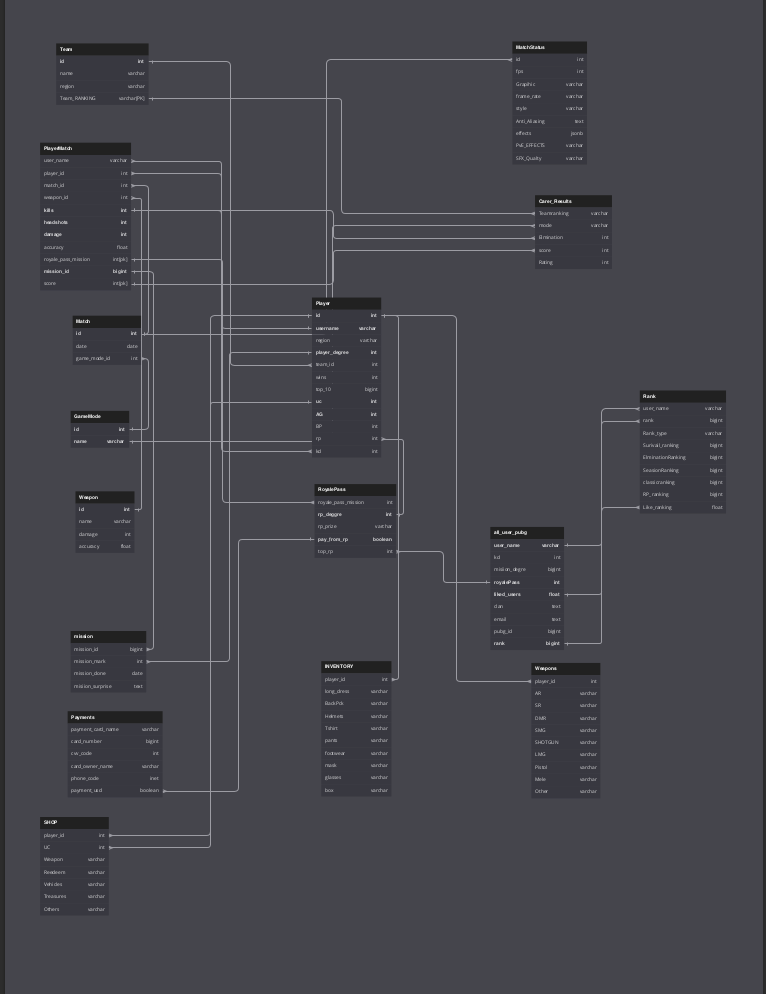 Team
id int
name varchar
region varchar
Team_RANKING varchar[PK]
MatchStatus
id int
fps int
Graphic varchar
frame_rate varchar
style varchar
Anti_Aliasing text
effects jsonb
PvE_EFFECTS varchar
SFX_Quality varchar
PlayerMatch
user_name varchar
player_id int
match_id int
weapon_id int
kills int
headshots int
damage int
accuracy float
royale_pass_mission int[pk]
mission_id bigint
score int[pk]
Carer_Results
Teamranking varchar
mode varchar
Elimination int
score int
Rating int
Match
id int
date date
game_mode_id int
Player
id int
username varchar
region varchar
player_degree int
team_id int
wins int
top_10 bigint
uc int
AG int
BP int
rp int
kd int
GameMode
id int
name varchar
Rank
user_name varchar
rank bigint
Rank_type varchar
Surivail_ranking bigint
ElminationRanking bigint
SeasionRanking bigint
classicranking bigint
RP_ranking bigint
Like_ranking float
Weapon
id int
name varchar
damage int
accuracy float
RoyalePass
royale_pass_mission int
rp_deggre int
rp_prize varchar
pay_from_rp boolean
top_rp int
all_user_pubg
user_name varchar
kd int
mision_degre bigint
royalePass int
liked_users float
clan text
email text
pubg_id bigint
rank bigint
mission
mission_id bigint
mission_mark int
mission_done date
mission_surprise text
INVENTORY
player_id int
long_dress varchar
BackPck varchar
Helmets varchar
Tshirt varchar
pants varchar
footwear varchar
mask varchar
glasses varchar
box varchar
Weapons
player_id int
AR varchar
SR varchar
DMR varchar
SMG varchar
SHOTGUN varchar
LMG varchar
Pistol varchar
Mele varchar
Other varchar
Payments
payment_card_name varchar
card_number bigint
cvv_code int
card_owner_name varchar
phone_code inet
payment_usd boolean
SHOP
player_id int
UC int
Weapon varchar
Reedeem varchar
Vehicles varchar
Treasures varchar
Others varchar